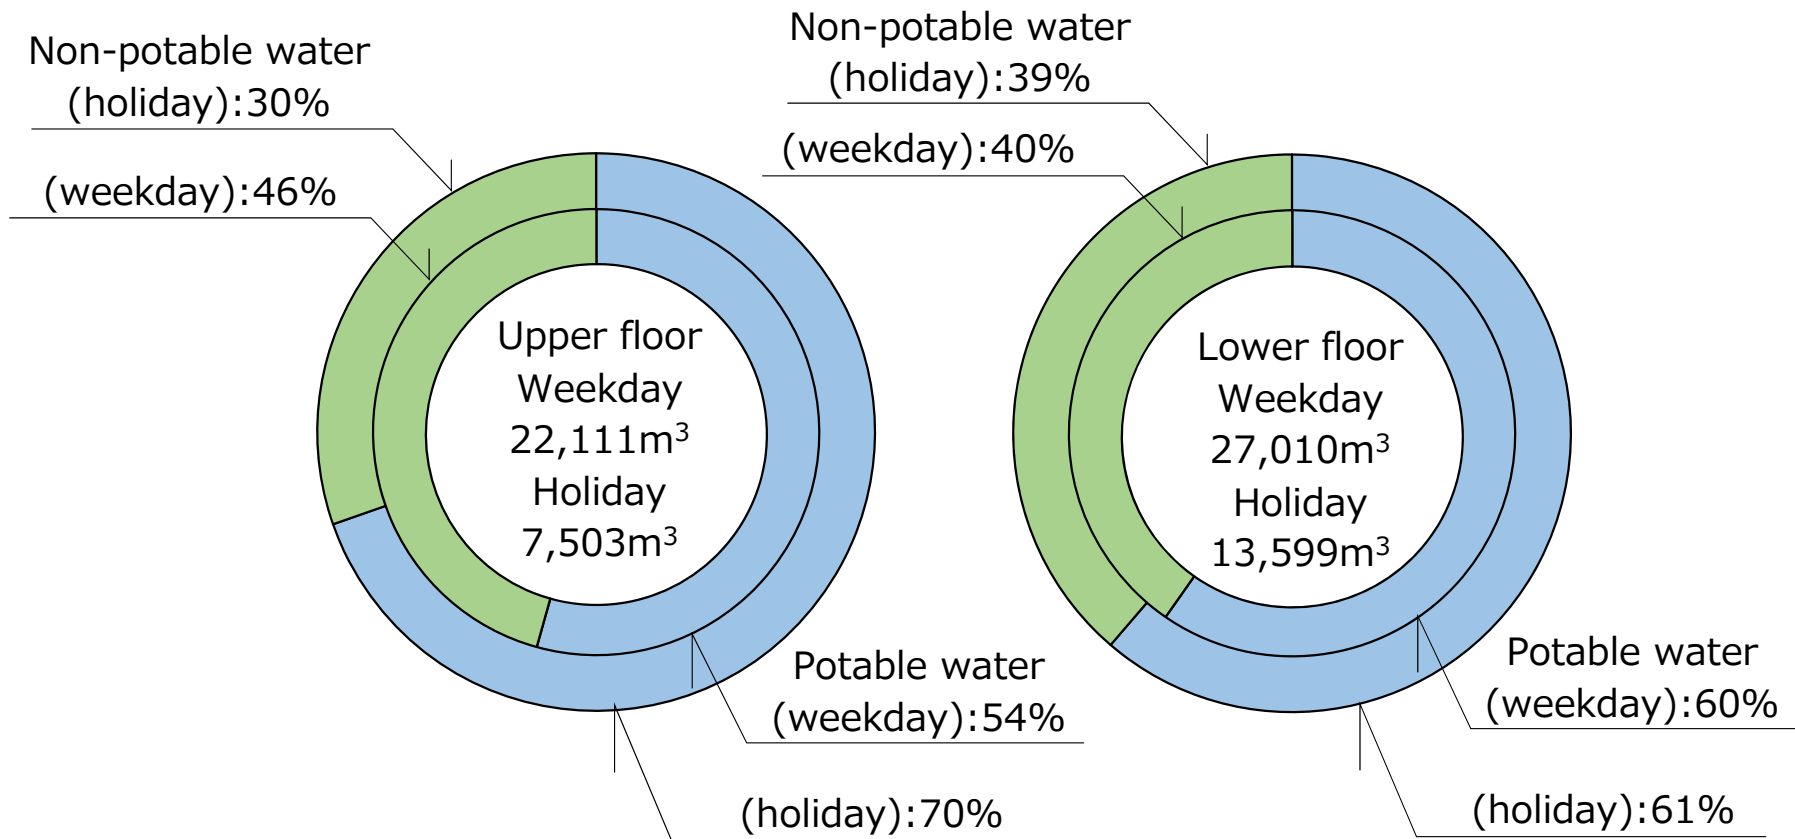 Non-potable water
(holiday):30%
(weekday):46%
Upper floor
Weekday
22,111m³
Holiday
7,503m³
Potable water
(weekday):54%
(holiday):70%
Non-potable water
(holiday):39%
(weekday):40%
Lower floor
Weekday
27,010m³
Holiday
13,599m³
Potable water
(weekday):60%
(holiday):61%